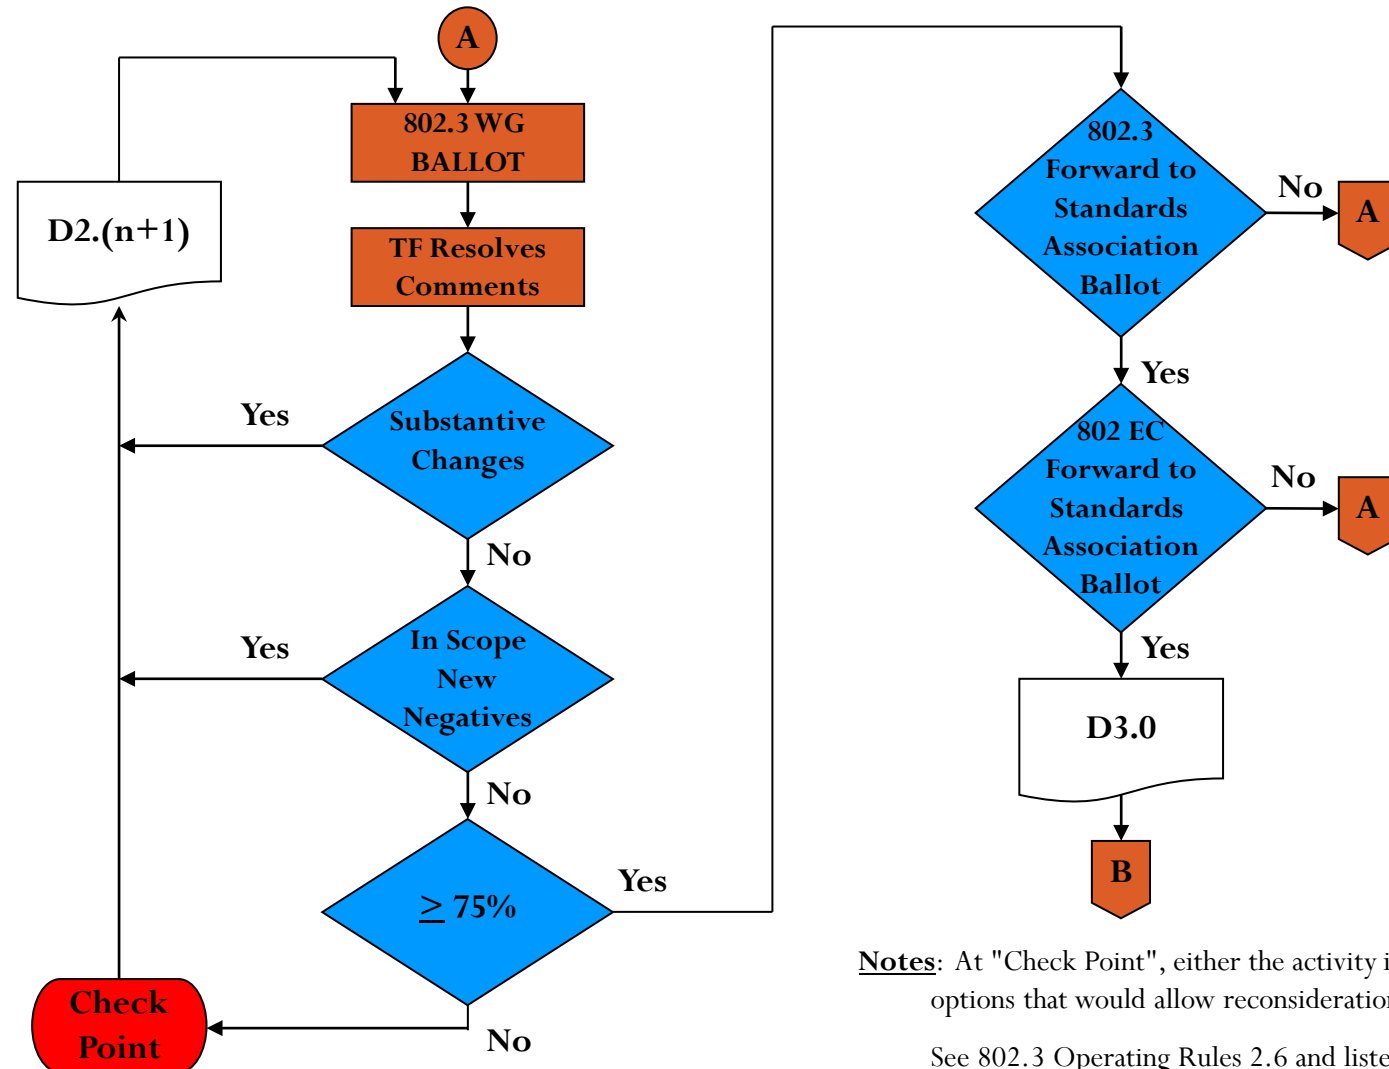 A
802.3 WG
BALLOT
D2.(n+1)
TF Resolves
Comments
Yes
Substantive
Changes
No
Yes
In Scope
New
Negatives
No
≥ 75%
Yes
Check
Point
No
802.3
Forward to
Standards
Association
Ballot
No
A
Yes
802 EC
Forward to
Standards
Association
Ballot
No
A
Yes
D3.0
B
Notes: At "Check Point", either the activity i
options that would allow reconsideration
See 802.3 Operating Rules 2.6 and liste